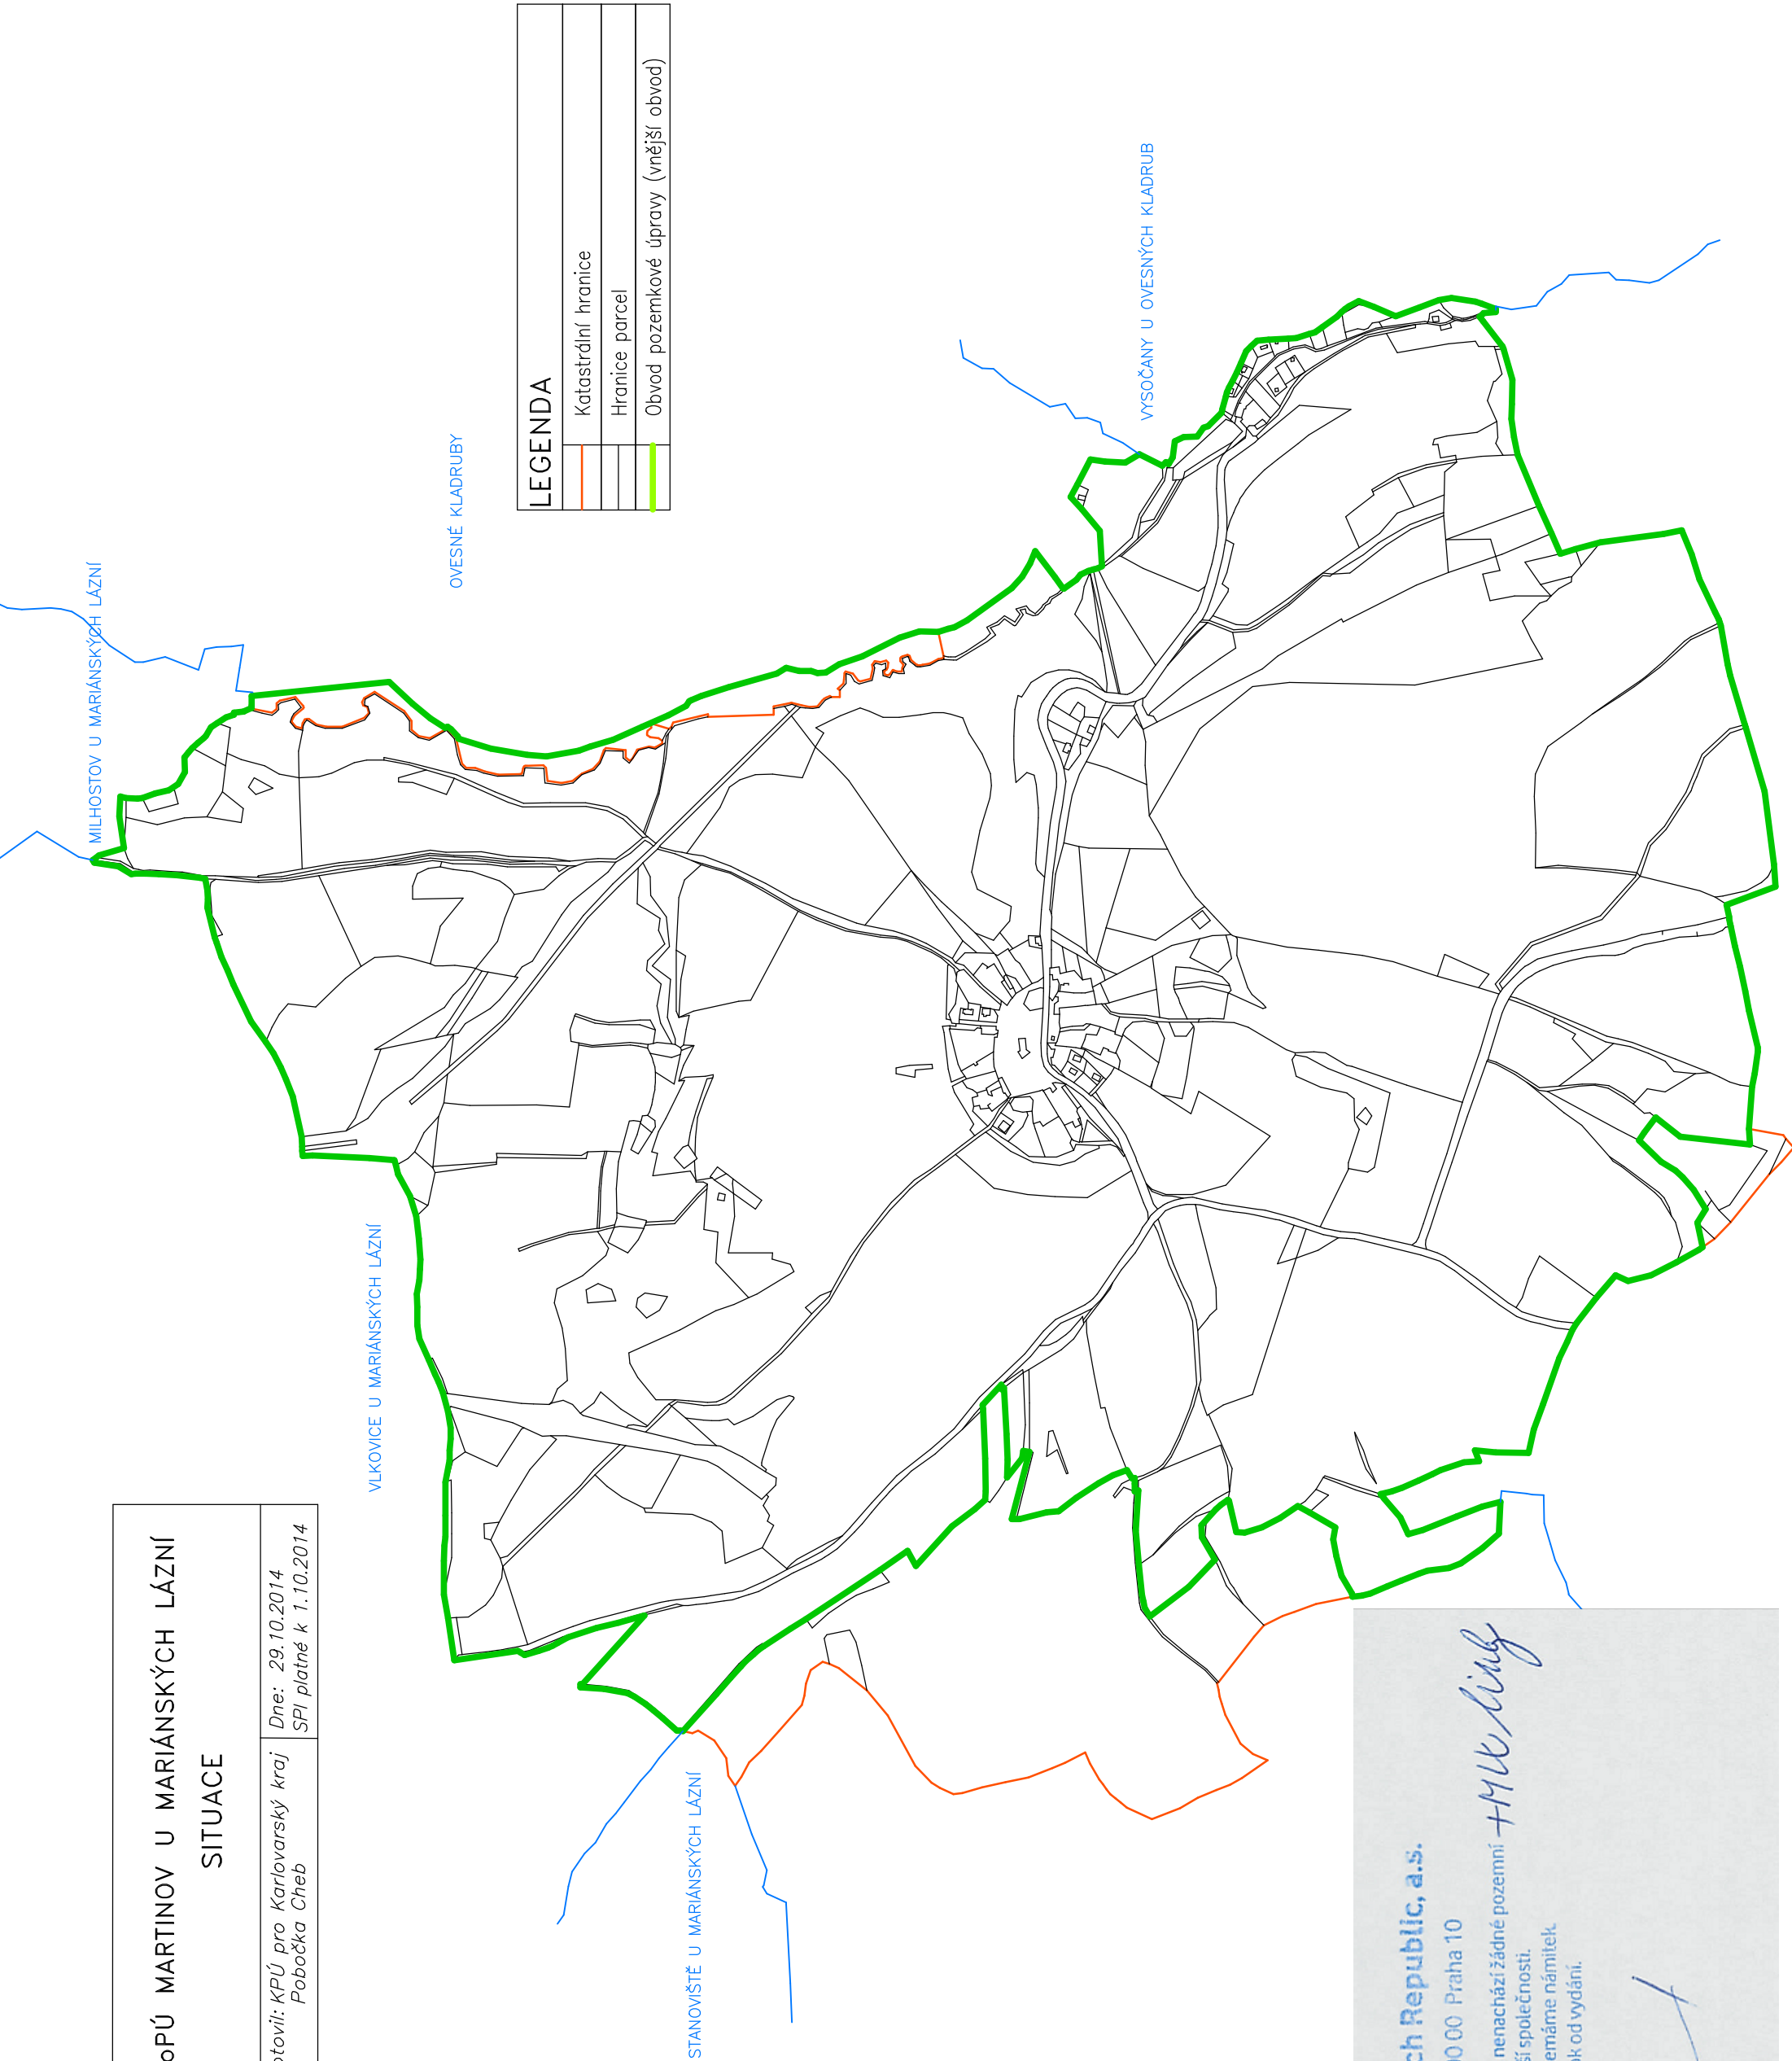 oPÚ MARTINOV U MARIÁNSKÝCH LÁZNÍ
SITUACE
otovil: KPÚ pro Karlovarský kraj
Pobočka Cheb
Dne: 29.10.2014
SPI platné k 1.10.2014
LEGENDA
Katastrální hranice
Hranice parcel
Obvod pozemkové úpravy (vnější obvod)
MILHOSTOV U MARIÁNSKÝCH LÁZNÍ
OVESNÉ KLADRUBY
VYSOČANY U OVESNÝCH KLADRUB
VLKOVICE U MARIÁNSKÝCH LÁZNÍ
STANOVIŠTĚ U MARIÁNSKÝCH LÁZNÍ
ch Republic, a.s.
00 00 Praha 10
nenachází žádné pozemní
ší společnosti.
emáme námitek.
ok od vydání.